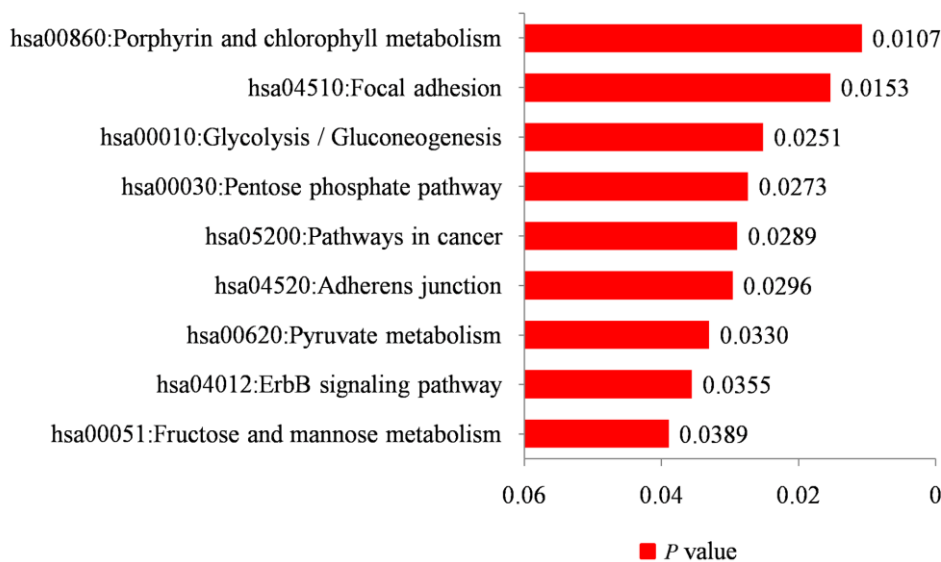 hsa00860:Porphyrin and chlorophyll metabolism 0.0107
hsa04510:Focal adhesion 0.0153
hsa00010:Glycolysis / Gluconeogenesis 0.0251
hsa00030:Pentose phosphate pathway 0.0273
hsa05200:Pathways in cancer 0.0289
hsa04520:Adherens junction 0.0296
hsa00620:Pyruvate metabolism 0.0330
hsa04012:ErbB signaling pathway 0.0355
hsa00051:Fructose and mannose metabolism 0.0389
0.06 0.04 0.02 0
P value